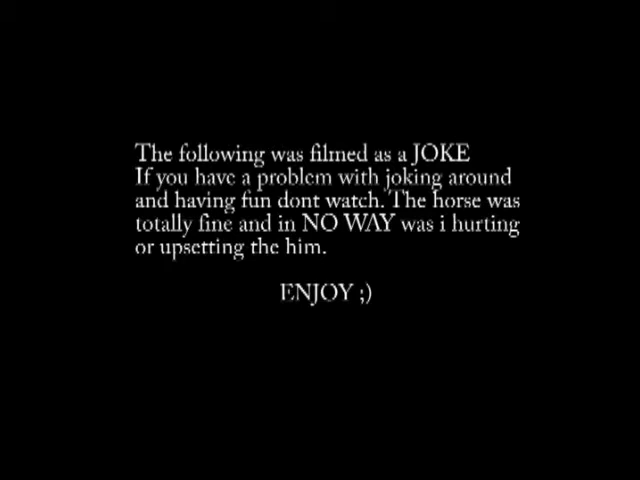 The following was filmed as a JOKE
If you have a problem with joking around
and having fun dont watch. The horse was
totally fine and in NO WAY was i hurting
or upsetting the him.
ENJOY ;)